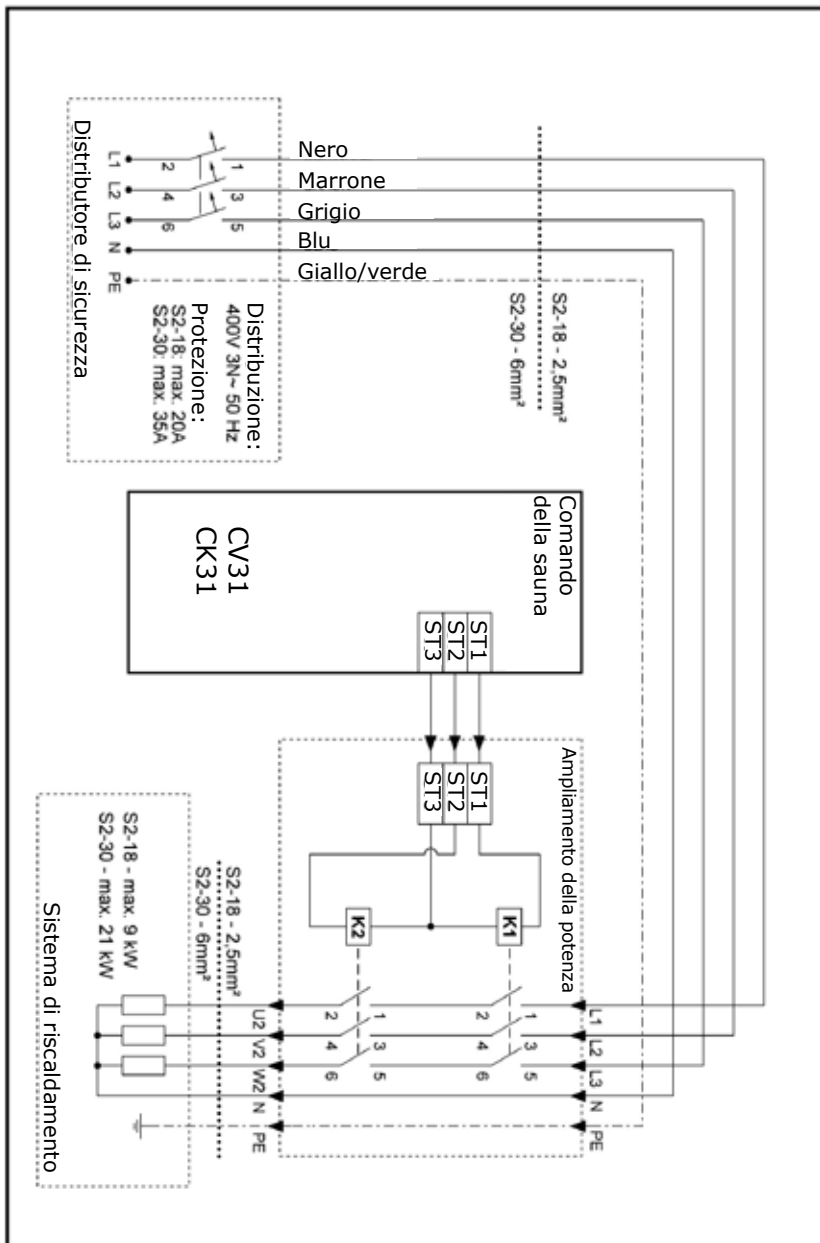 Distributore di sicurezza
L1
L2
L3
N
PE
2
4
6
1
3
5
Nero
Marrone
Grigio
Blu
Giallo/verde
Distribuzione:
400V 3N~ 50 Hz
Protezione:
S2-18: max. 20A
S2-30: max. 35A
S2-18 - 2,5mm²
S2-30 - 6mm²
Comando
della sauna
CV31
CK31
ST1
ST2
ST3
Ampliamento della potenza
ST1
ST2
ST3
K1
K2
L1
L2
L3
N
PE
1
3
5
2
4
6
1
3
5
2
4
6
U2
V2
W2
N
PE
S2-18 - 2,5mm²
S2-30 - 6mm²
S2-18 - max. 9 kW
S2-30 - max. 21 kW
Sistema di riscaldamento